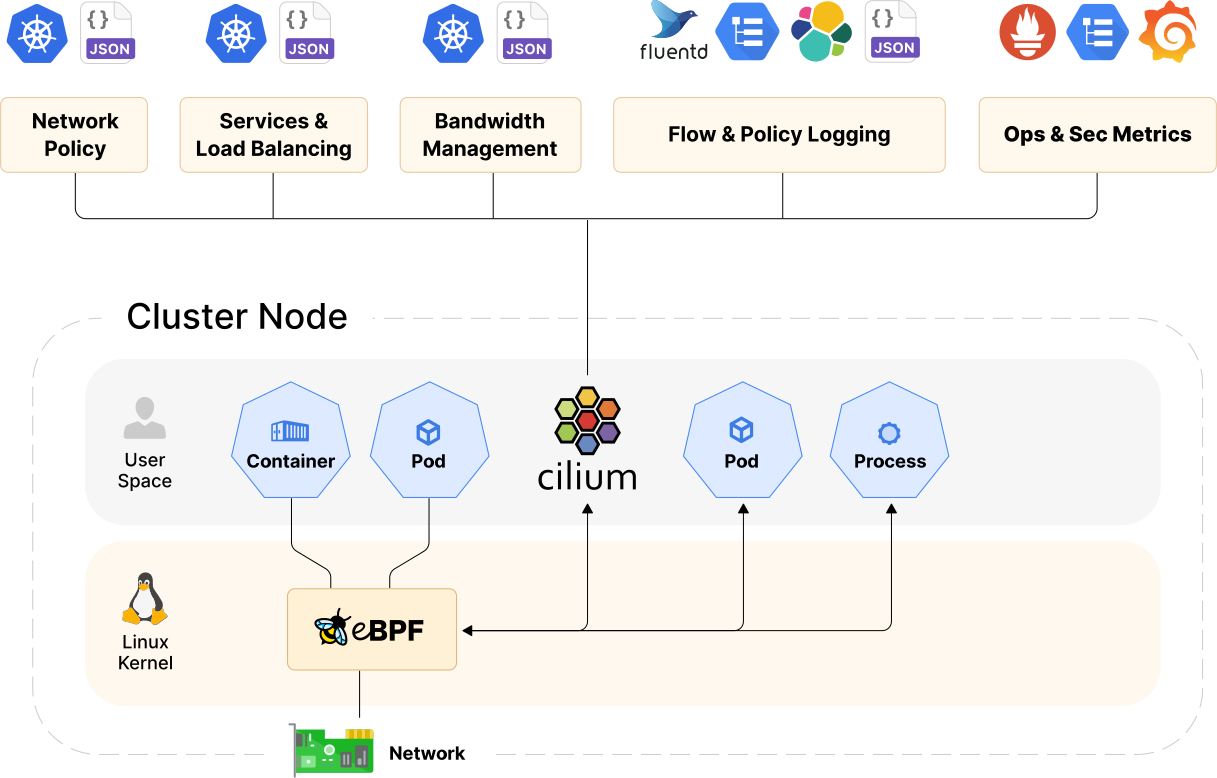 { }
JSON
{ }
JSON
{ }
JSON
fluentd
{ }
JSON
Network
Policy
Services &
Load Balancing
Bandwidth
Management
Flow & Policy Logging
Ops & Sec Metrics
Cluster Node
User
Space
Container
Pod
cilium
Pod
Process
Linux
Kernel
eBPF
Network